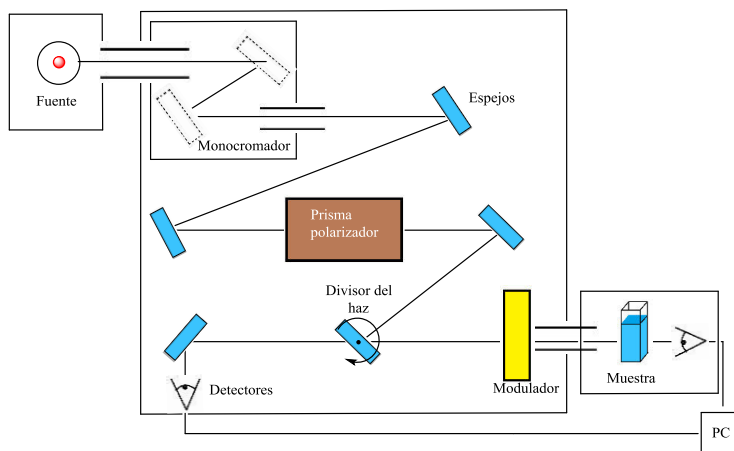 Fuente
Monocromador
Espejos
Prisma
polarizador
Divisor del
haz
Detectores
Modulador
Muestra
PC